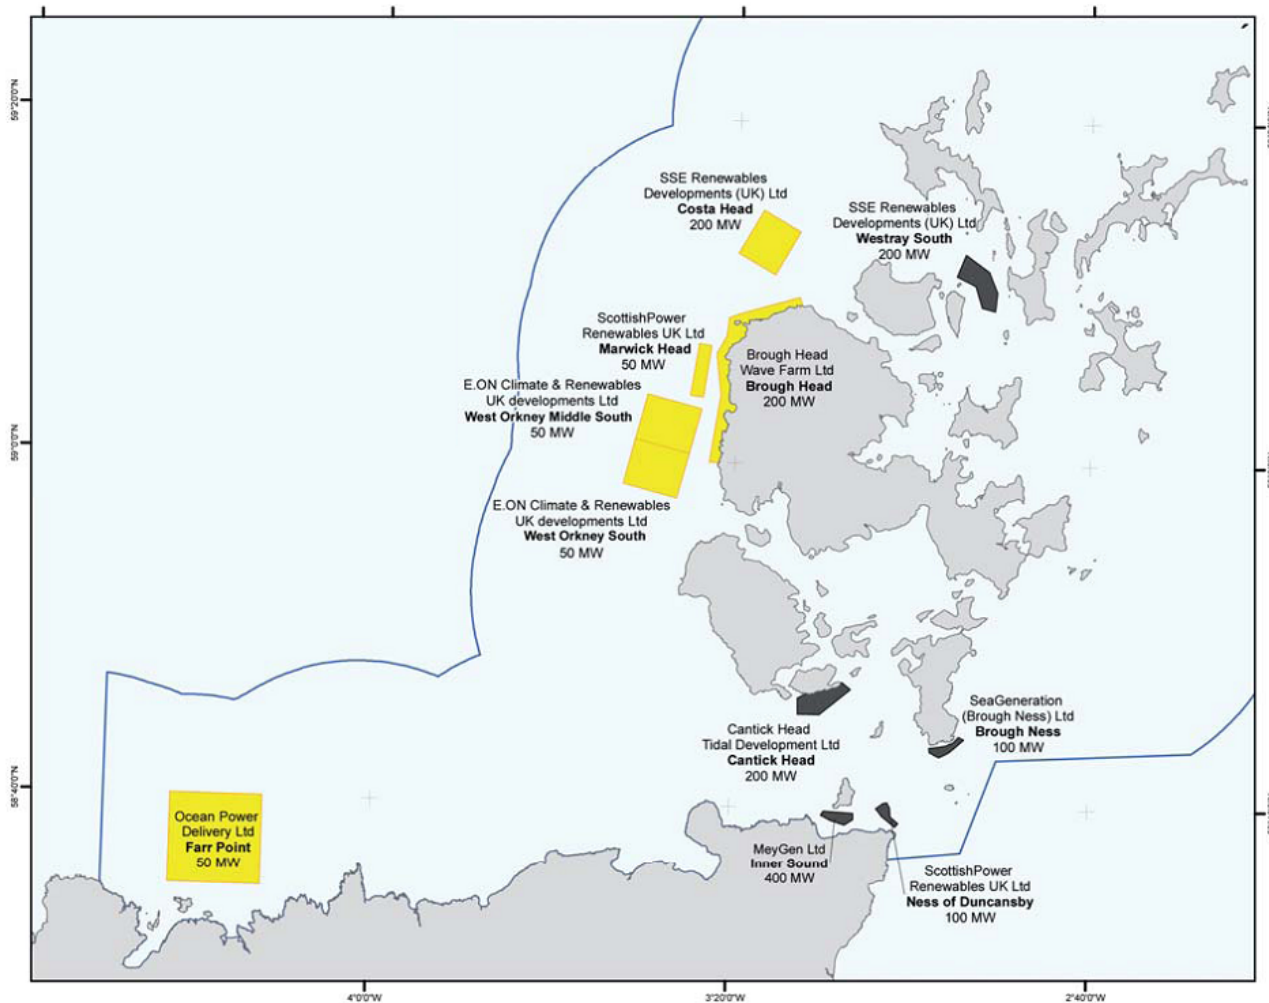 SSE Renewables
Developments (UK) Ltd
Costa Head
200 MW
SSE Renewables
Developments (UK) Ltd
Westray South
200 MW
ScottishPower
Renewables UK Ltd
Marwick Head
50 MW
Brough Head
Wave Farm Ltd
Brough Head
200 MW
E.ON Climate & Renewables
UK developments Ltd
West Orkney Middle South
50 MW
E.ON Climate & Renewables
UK developments Ltd
West Orkney South
50 MW
SeaGeneration
(Brough Ness) Ltd
Brough Ness
100 MW
Cantick Head
Tidal Development Ltd
Cantick Head
200 MW
Ocean Power
Delivery Ltd
Farr Point
50 MW
MeyGen Ltd
Inner Sound
400 MW
ScottishPower
Renewables UK Ltd
Ness of Duncansby
100 MW
59°20'0"N
59°0'0"N
58°40'0"N
4°0'0"W
3°20'0"W
2°40'0"W